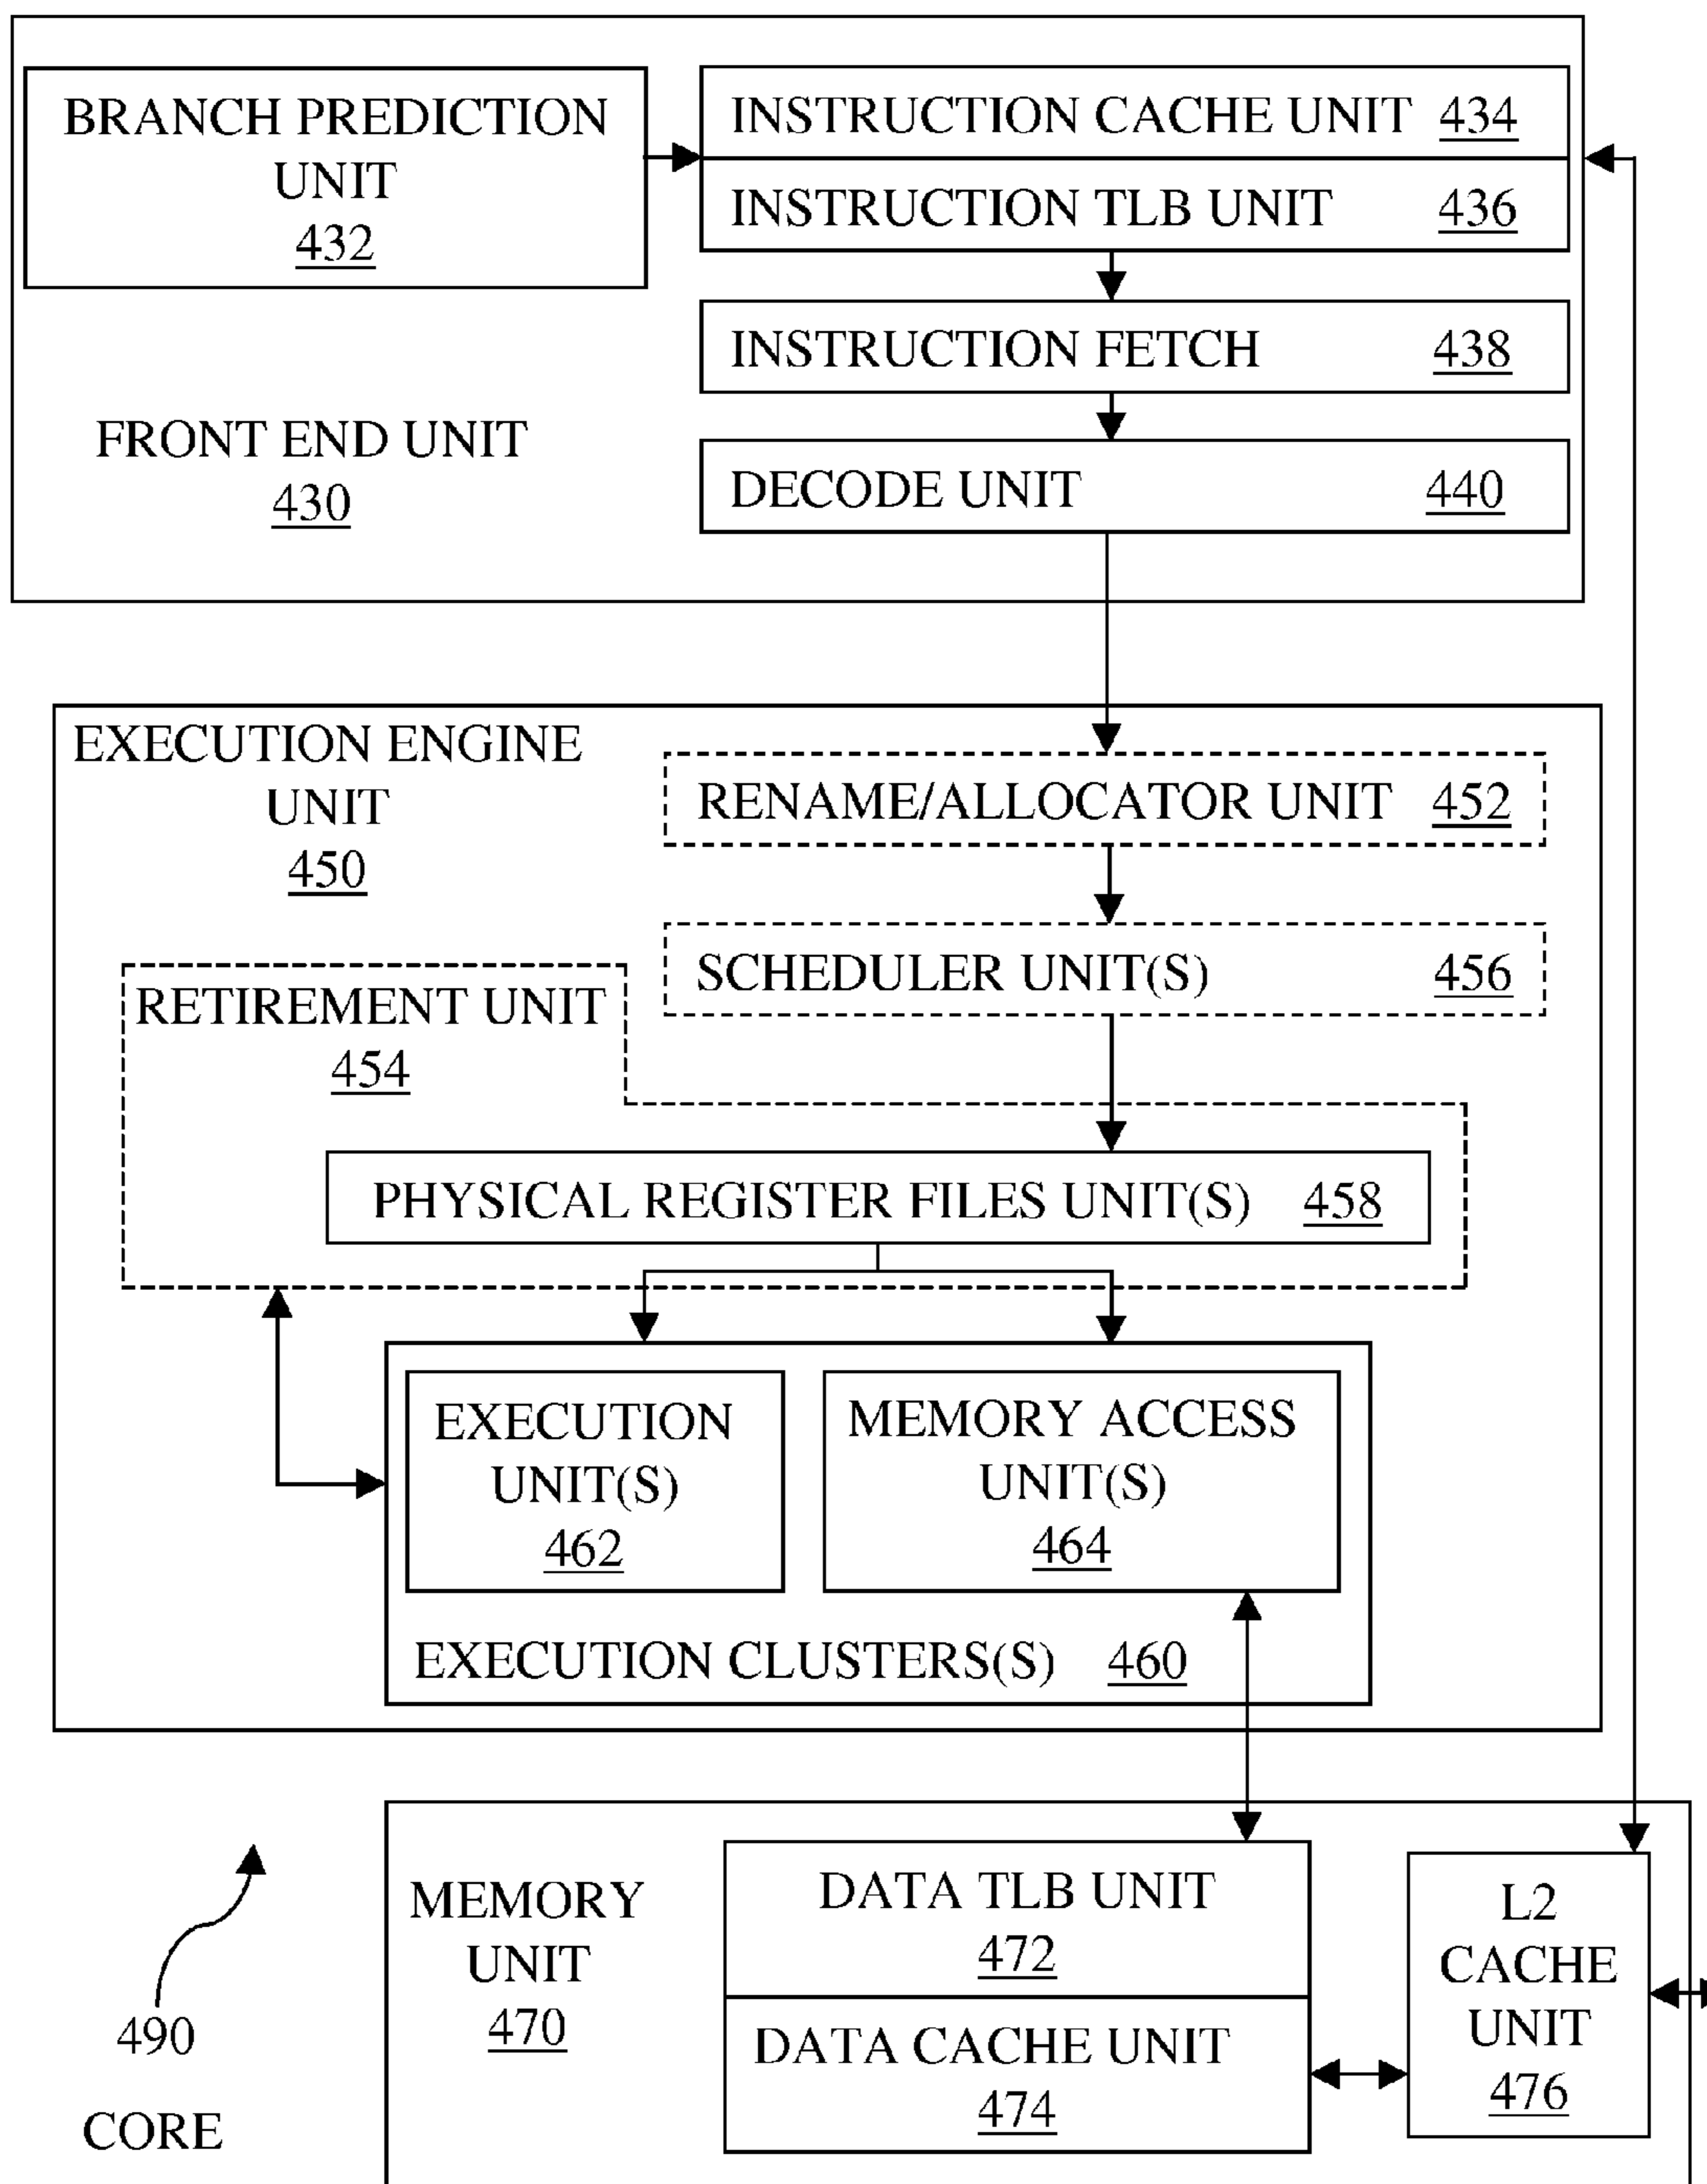 BRANCH PREDICTION
UNIT
432
INSTRUCTION CACHE UNIT 434
INSTRUCTION TLB UNIT 436
INSTRUCTION FETCH 438
FRONT END UNIT
430
DECODE UNIT 440
EXECUTION ENGINE
UNIT
450
RENAME/ALLOCATOR UNIT 452
SCHEDULER UNIT(S) 456
RETIREMENT UNIT
454
PHYSICAL REGISTER FILES UNIT(S) 458
EXECUTION
UNIT(S)
462
MEMORY ACCESS
UNIT(S)
464
EXECUTION CLUSTERS(S) 460
MEMORY
UNIT
470
DATA TLB UNIT
472
DATA CACHE UNIT
474
L2
CACHE
UNIT
476
490
CORE